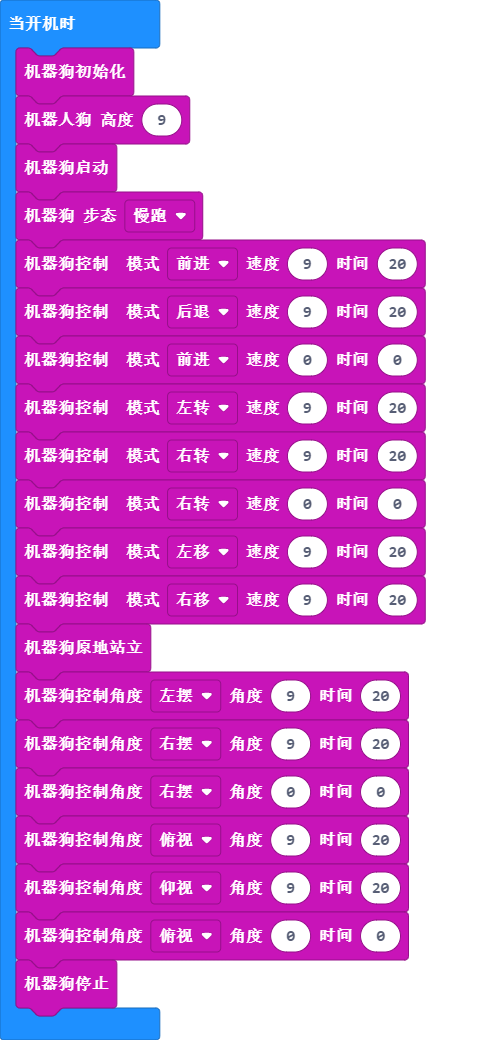 当开机时
机器狗初始化
机器人狗 高度 9
机器狗启动
机器狗 步态 慢跑
机器狗控制 模式 前进 速度 9 时间 20
机器狗控制 模式 后退 速度 9 时间 20
机器狗控制 模式 前进 速度 0 时间 0
机器狗控制 模式 左转 速度 9 时间 20
机器狗控制 模式 右转 速度 9 时间 20
机器狗控制 模式 右转 速度 0 时间 0
机器狗控制 模式 左移 速度 9 时间 20
机器狗控制 模式 右移 速度 9 时间 20
机器狗原地站立
机器狗控制角度 左摆 角度 9 时间 20
机器狗控制角度 右摆 角度 9 时间 20
机器狗控制角度 右摆 角度 0 时间 0
机器狗控制角度 俯视 角度 9 时间 20
机器狗控制角度 仰视 角度 9 时间 20
机器狗控制角度 俯视 角度 0 时间 0
机器狗停止